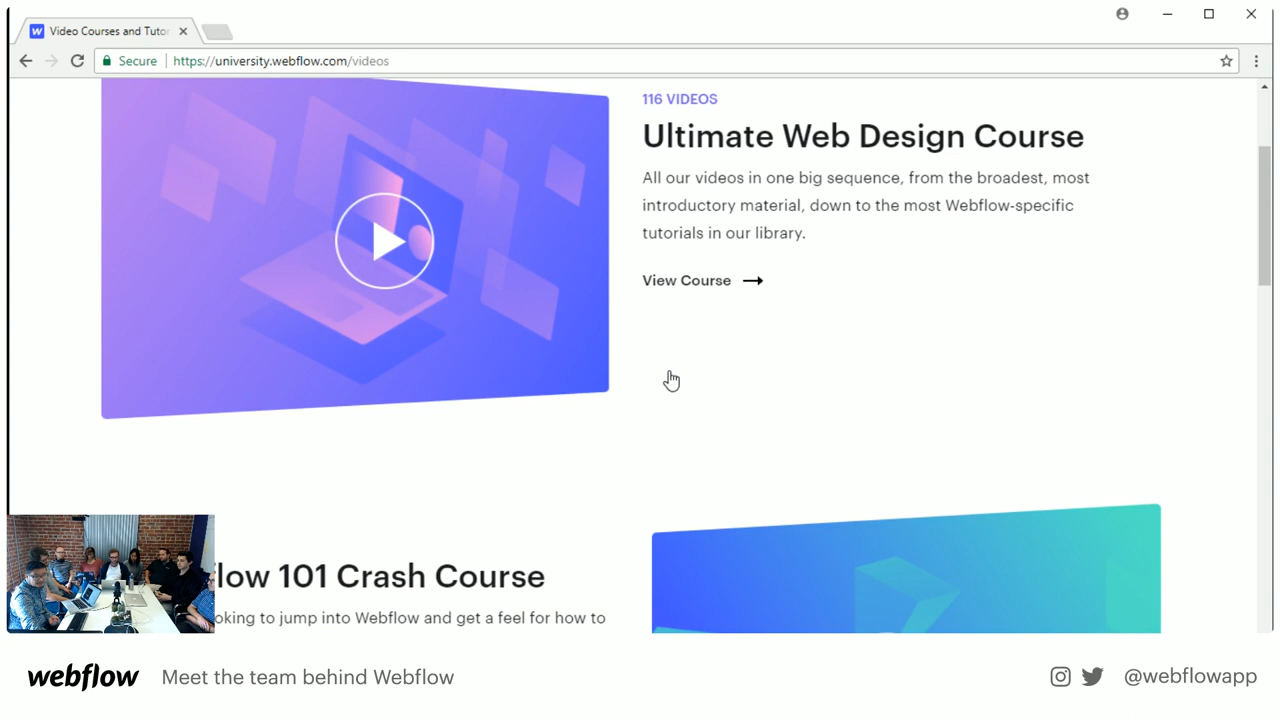 Video Courses and Tutor
Secure
https://university.webflow.com/videos
116 VIDEOS
Ultimate Web Design Course
All our videos in one big sequence, from the broadest, most
introductory material, down to the most Webflow-specific
tutorials in our library.
View Course
flow 101 Crash Course
oking to jump into Webflow and get a feel for how to
webflow
Meet the team behind Webflow
@webflowapp